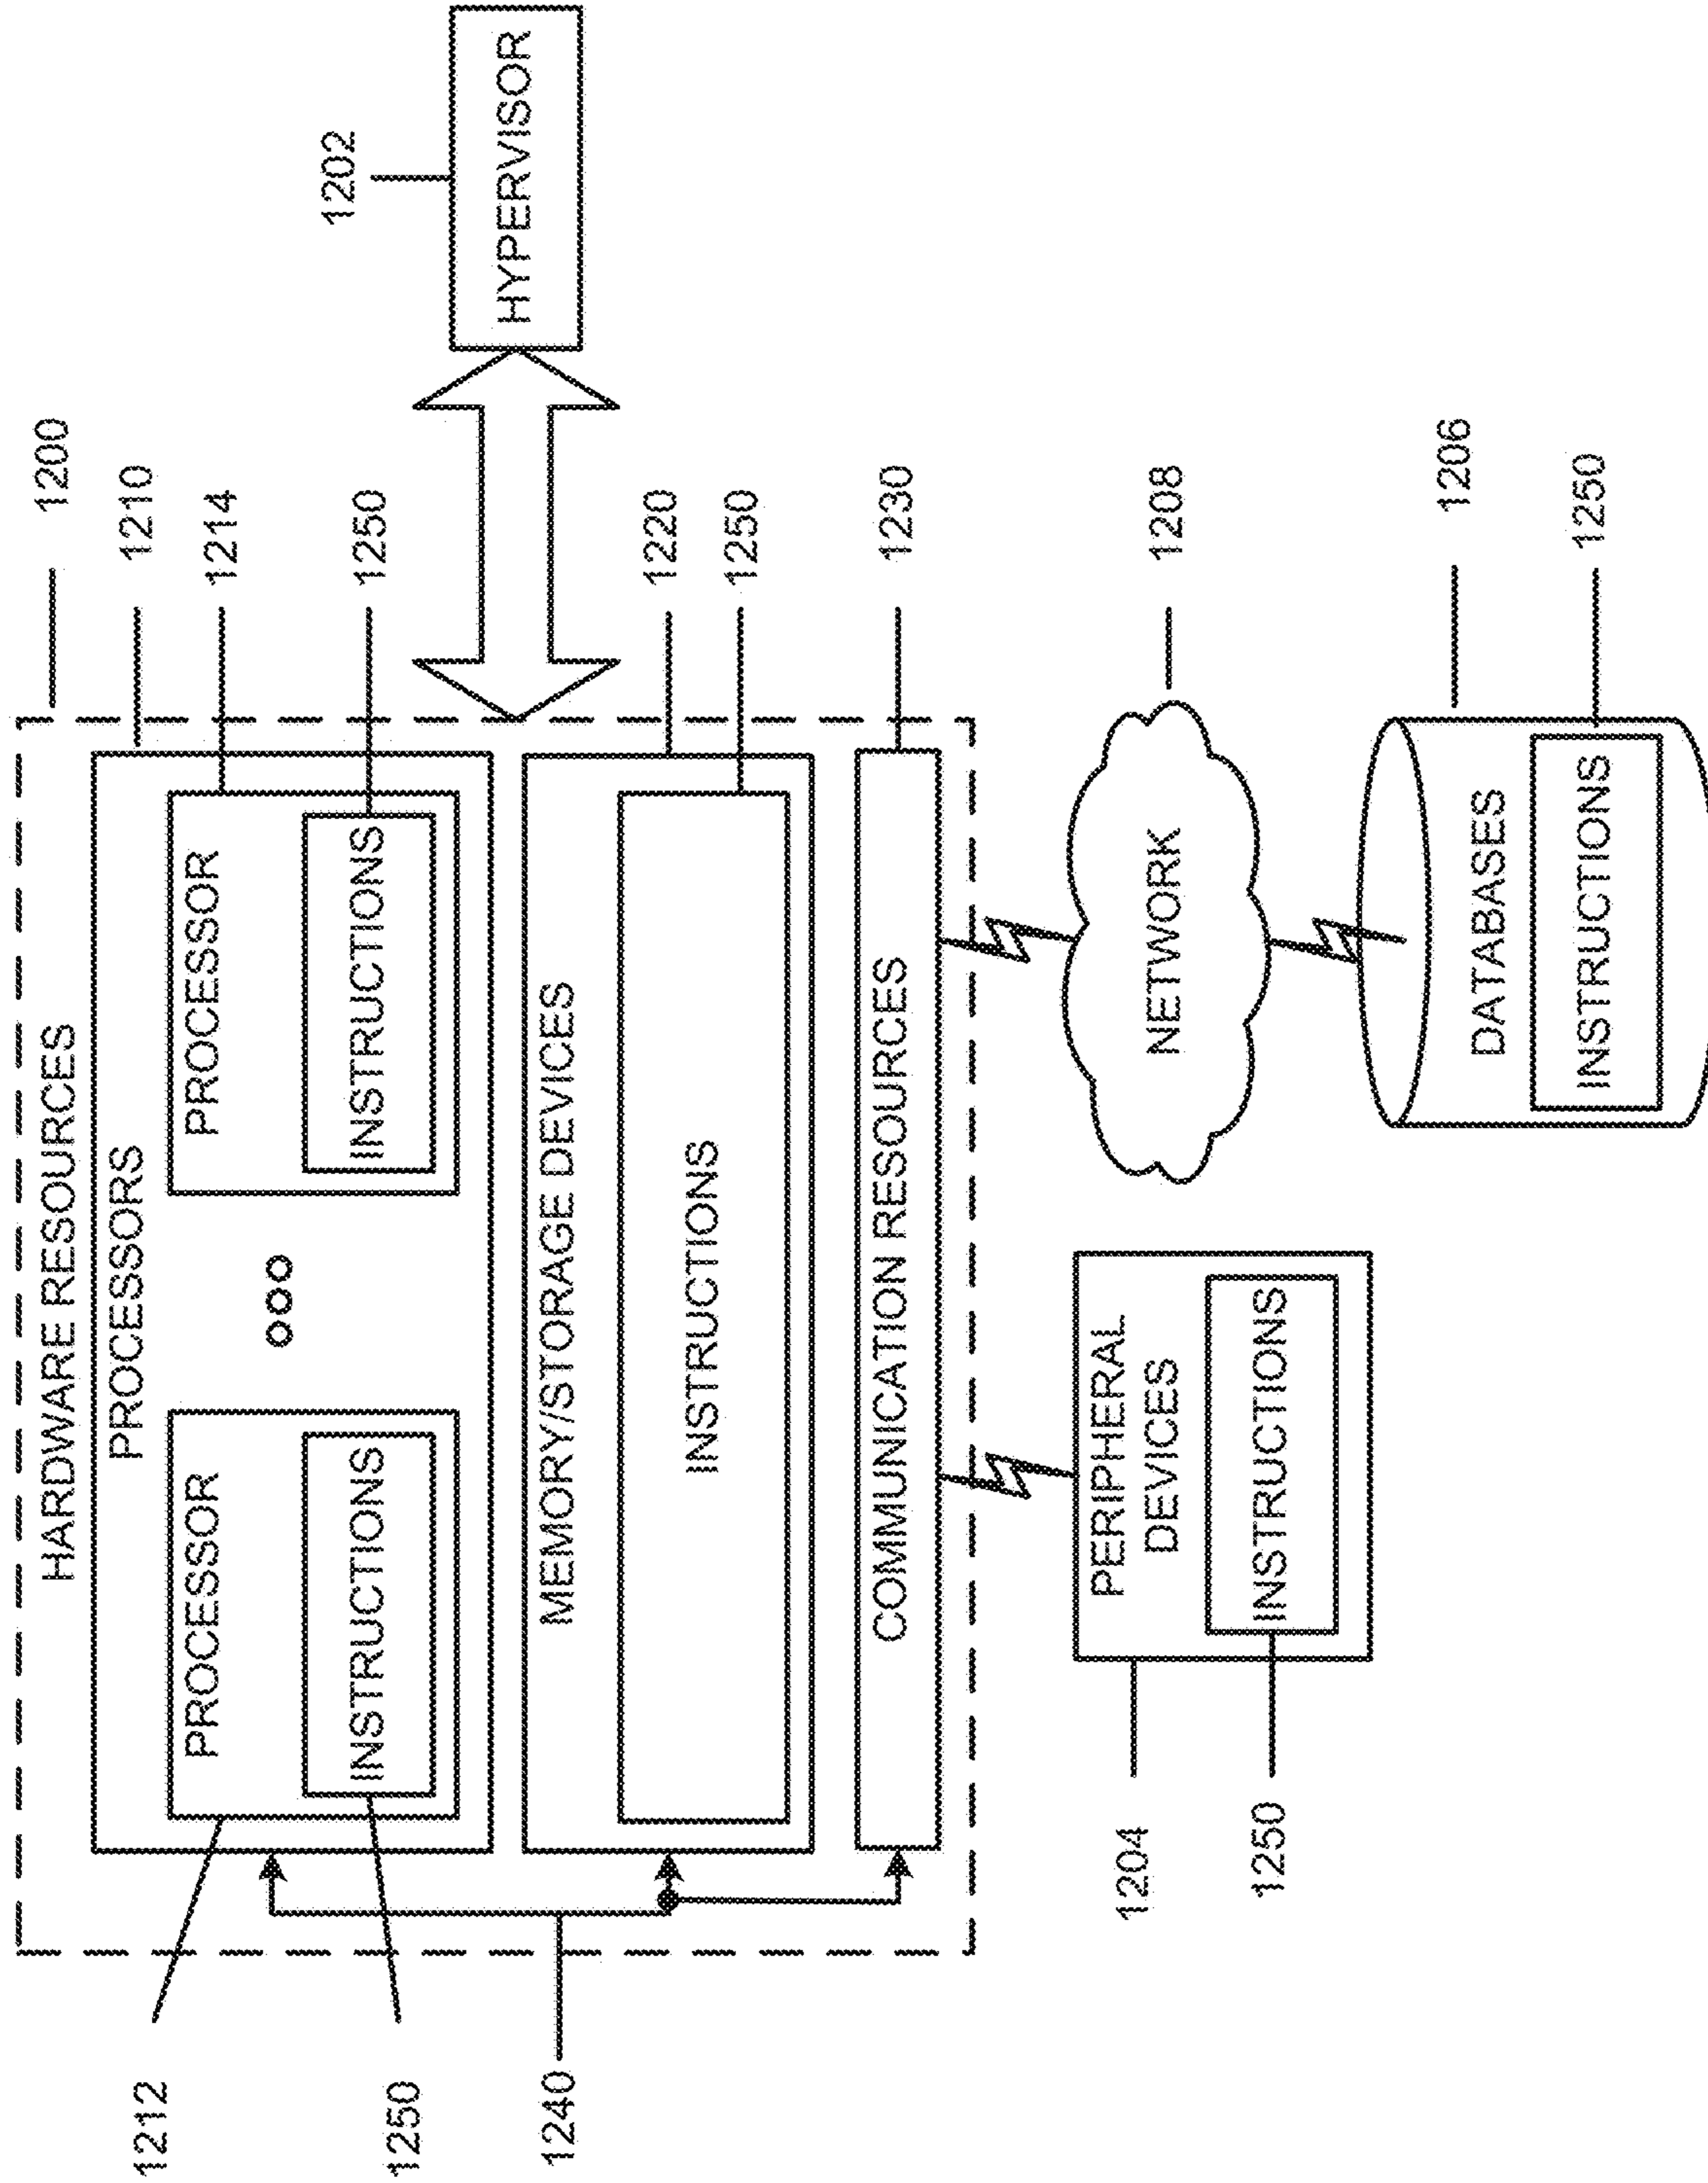 HARDWARE RESOURCES
1200
PROCESSORS
1210
1212
PROCESSOR
PROCESSOR
1214
1250
INSTRUCTIONS
INSTRUCTIONS
1250
1202
HYPERVISOR
1240
MEMORY/STORAGE DEVICES
1220
INSTRUCTIONS
1250
COMMUNICATION RESOURCES
1230
1204
PERIPHERAL
DEVICES
1250
INSTRUCTIONS
NETWORK
1208
1206
DATABASES
INSTRUCTIONS
1250